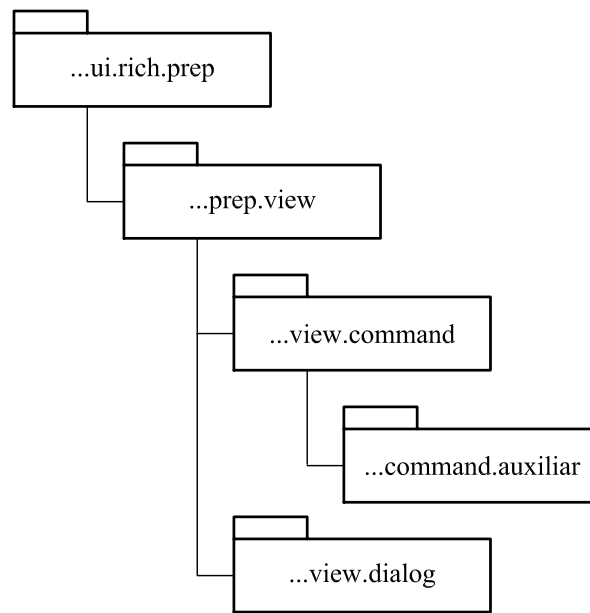 ...ui.rich.prep
...prep.view
...view.command
...command.auxiliar
...view.dialog